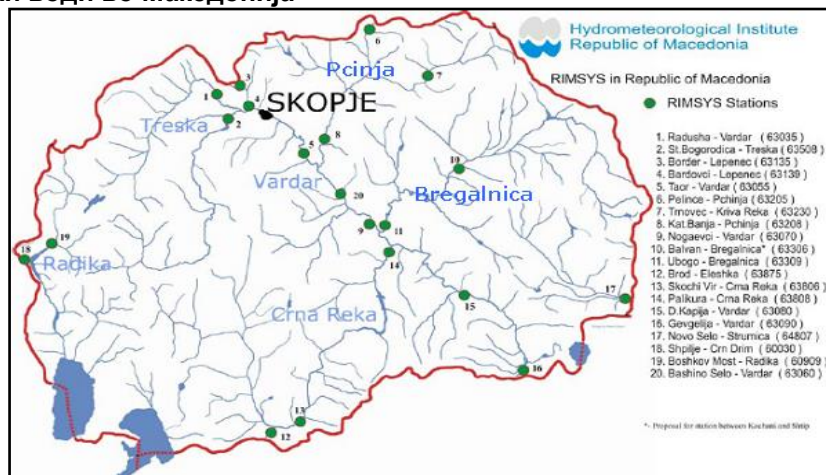 води во Македонија
Hydrometeorological Institute
Republic of Macedonia
RIMSYS in Republic of Macedonia
RIMSYS Stations
1. Radusha - Vardar ( 63035 )
2. St.Bogorodica - Treska ( 63508 )
3. Border - Lepenec ( 63135 )
4. Bardovci - Lepenec ( 63139 )
5. Taor - Vardar ( 63055 )
6. Pelince - Pchinja ( 63205 )
7. Trnovec - Kriva Reka ( 63230 )
8. Kat.Banja - Pchinja ( 63208 )
9. Nogaevci - Vardar ( 63070 )
10. Balvan - Bregalnica* ( 63306 )
11. Ubogo - Bregalnica ( 63309 )
12. Brod - Eleshka ( 63875 )
13. Skochi Vir - Crna Reka ( 63806 )
14. Palikura - Crna Reka ( 63808 )
15. D.Kapija - Vardar ( 63080 )
16. Gevgelija - Vardar ( 63090 )
17. Novo Selo - Strumica ( 64807 )
18. Shpilje - Crn Drim ( 60030 )
19. Boshkov Most - Radika ( 60909 )
20. Bashino Selo - Vardar ( 63060 )
*- Proposal for station between Kochani and Shtip
6
Pcinja
7
3
1
4
SKOPJE
Treska
2
8
5
Vardar
10
Bregalnica
20
9
11
19
18
Radika
14
17
15
Crna Reka
16
13
12